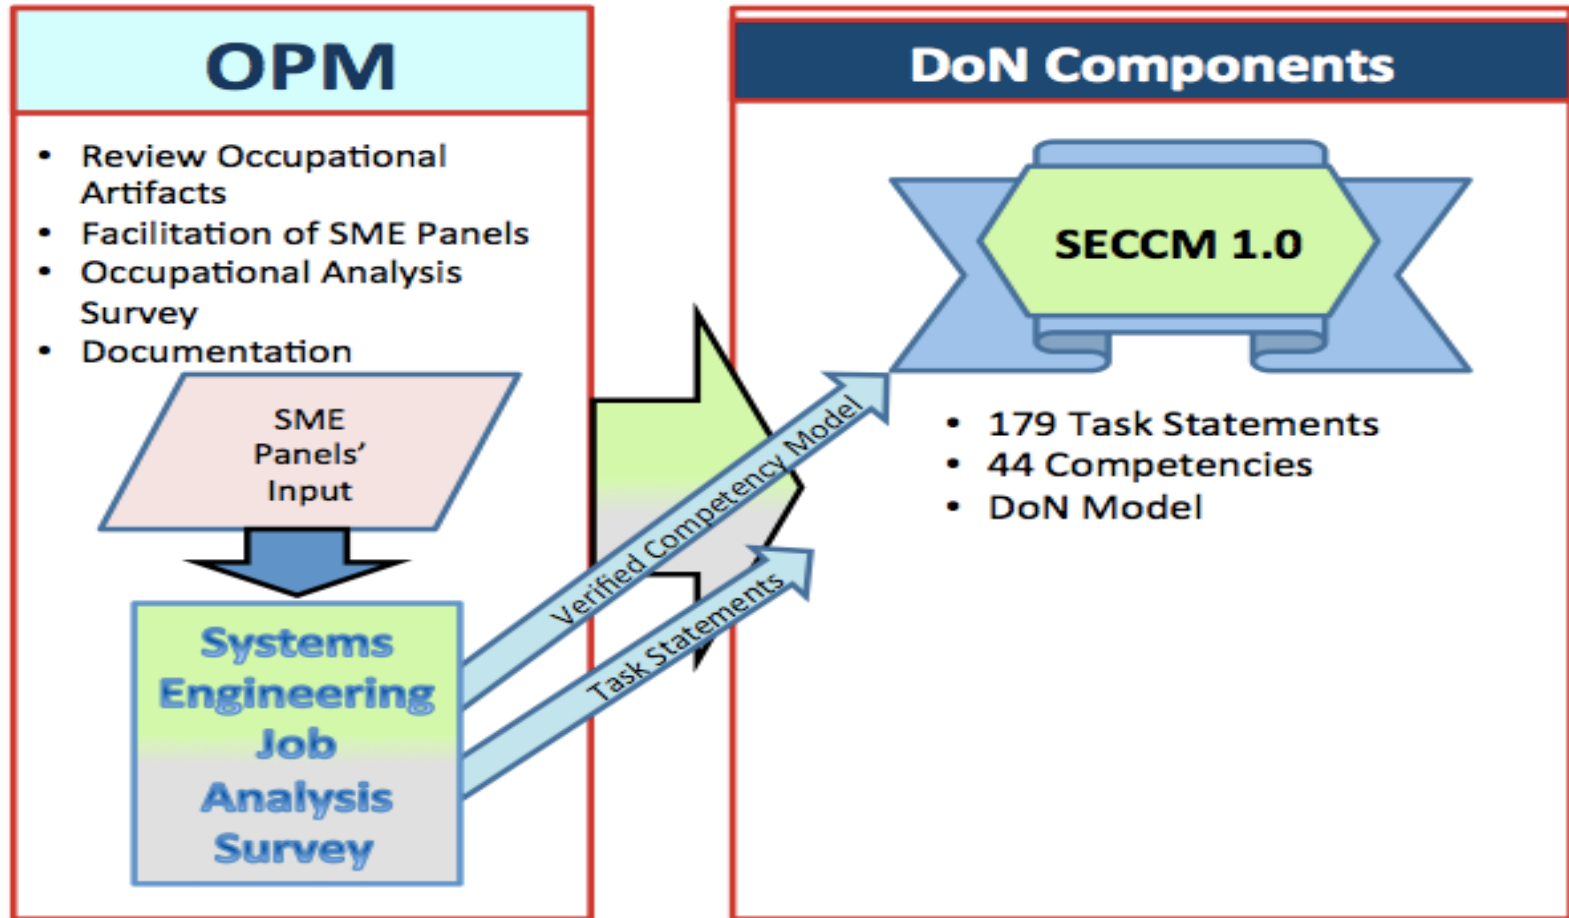 OPM
• Review Occupational
Artifacts
• Facilitation of SME Panels
• Occupational Analysis
Survey
• Documentation
SME
Panels’
Input
Systems
Engineering
Job
Analysis
Survey
Verified Competency Model
Task Statements
DoN Components
SECCM 1.0
• 179 Task Statements
• 44 Competencies
• DoN Model